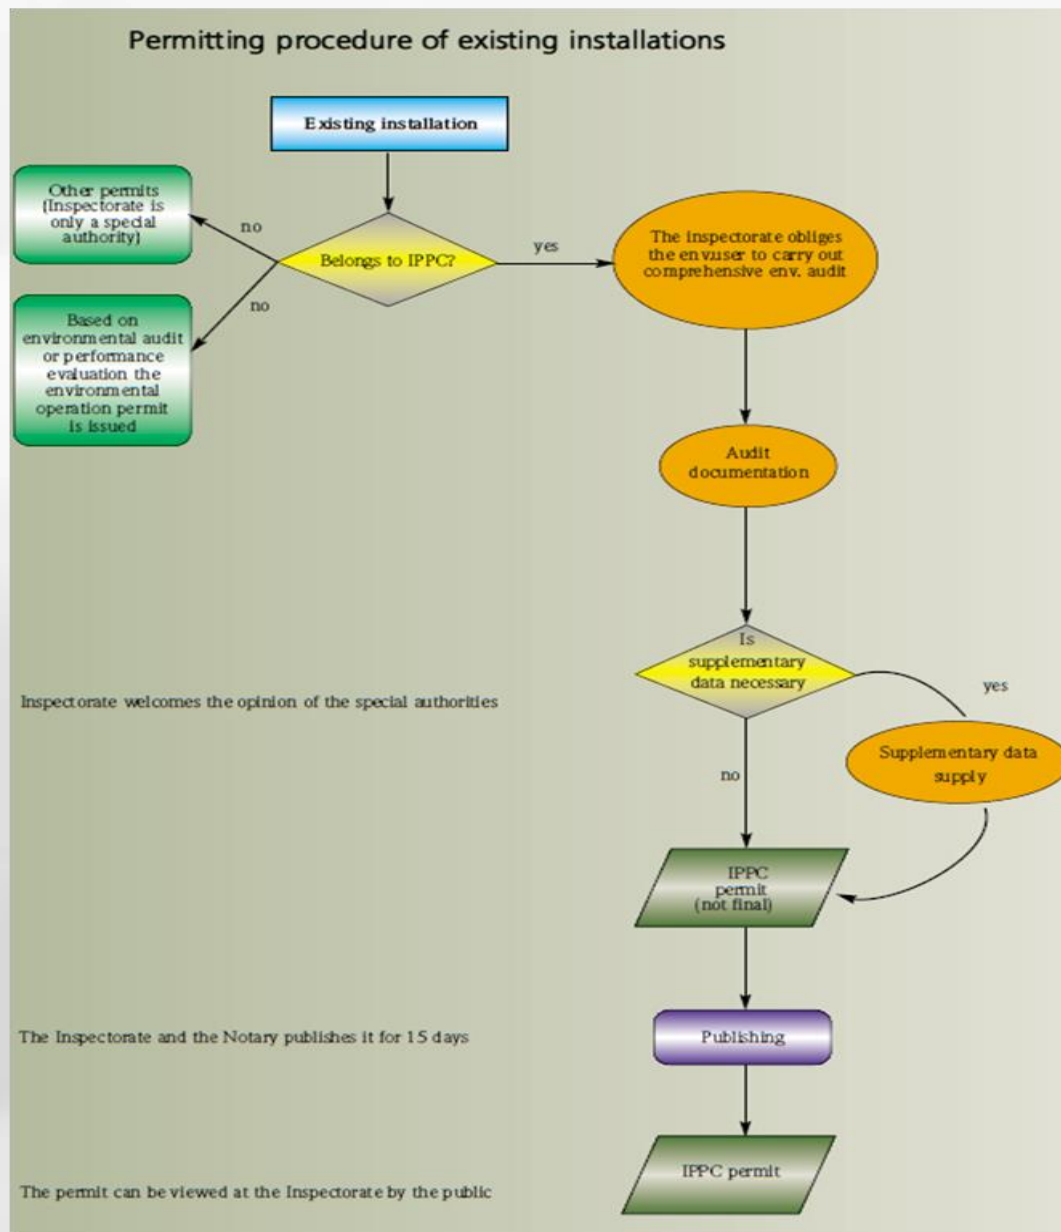 Permitting procedure of existing installations
Existing installation
Other permits
(Inspectorate is
only a special
authority)
no
Belongs to IPPC?
yes
The inspectorate obliges
the env.user to carry out
comprehensive env. audit
no
Based on
environmental audit
or performance
evaluation the
environmental
operation permit
is issued
Audit
documentation
Is
supplementary
data necessary
yes
Inspectorate welcomes the opinion of the special authorities
Supplementary data
supply
no
IPPC
permit
(not final)
The Inspectorate and the Notary publishes it for 15 days
Publishing
IPPC permit
The permit can be viewed at the Inspectorate by the public